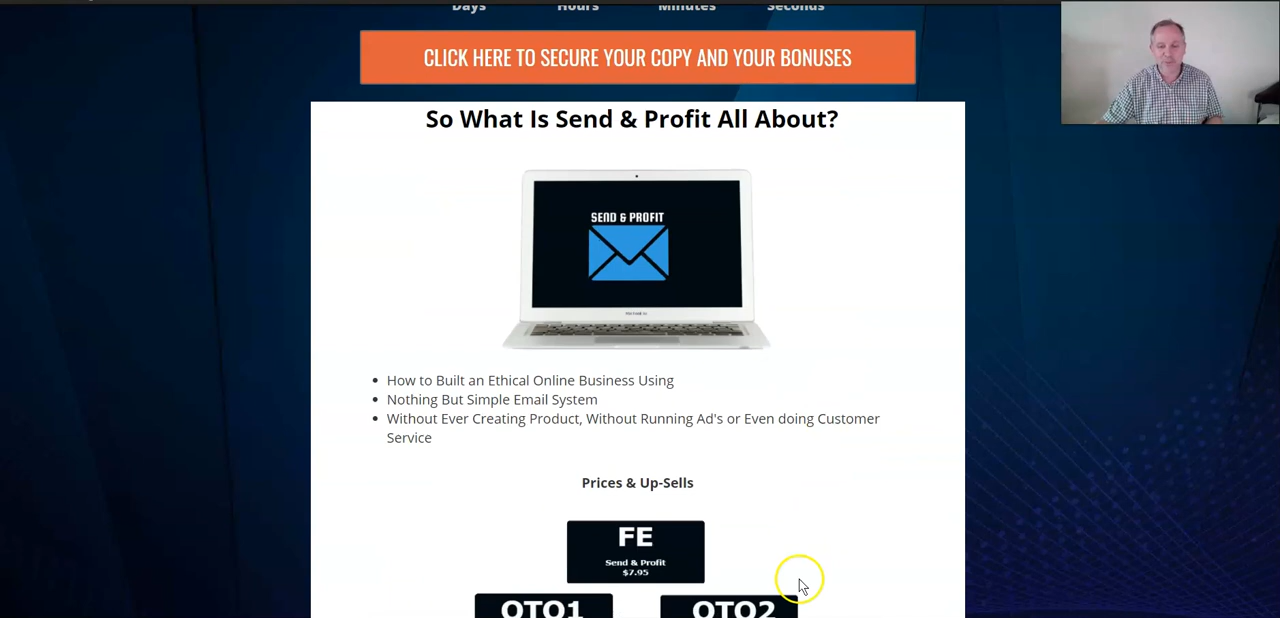 Days Hours Minutes Seconds
CLICK HERE TO SECURE YOUR COPY AND YOUR BONUSES
So What Is Send & Profit All About?
SEND & PROFIT
How to Built an Ethical Online Business Using
Nothing But Simple Email System
Without Ever Creating Product, Without Running Ad's or Even doing Customer
Service
Prices & Up-Sells
FE
Send & Profit
$7.95
OTO1 OTO2